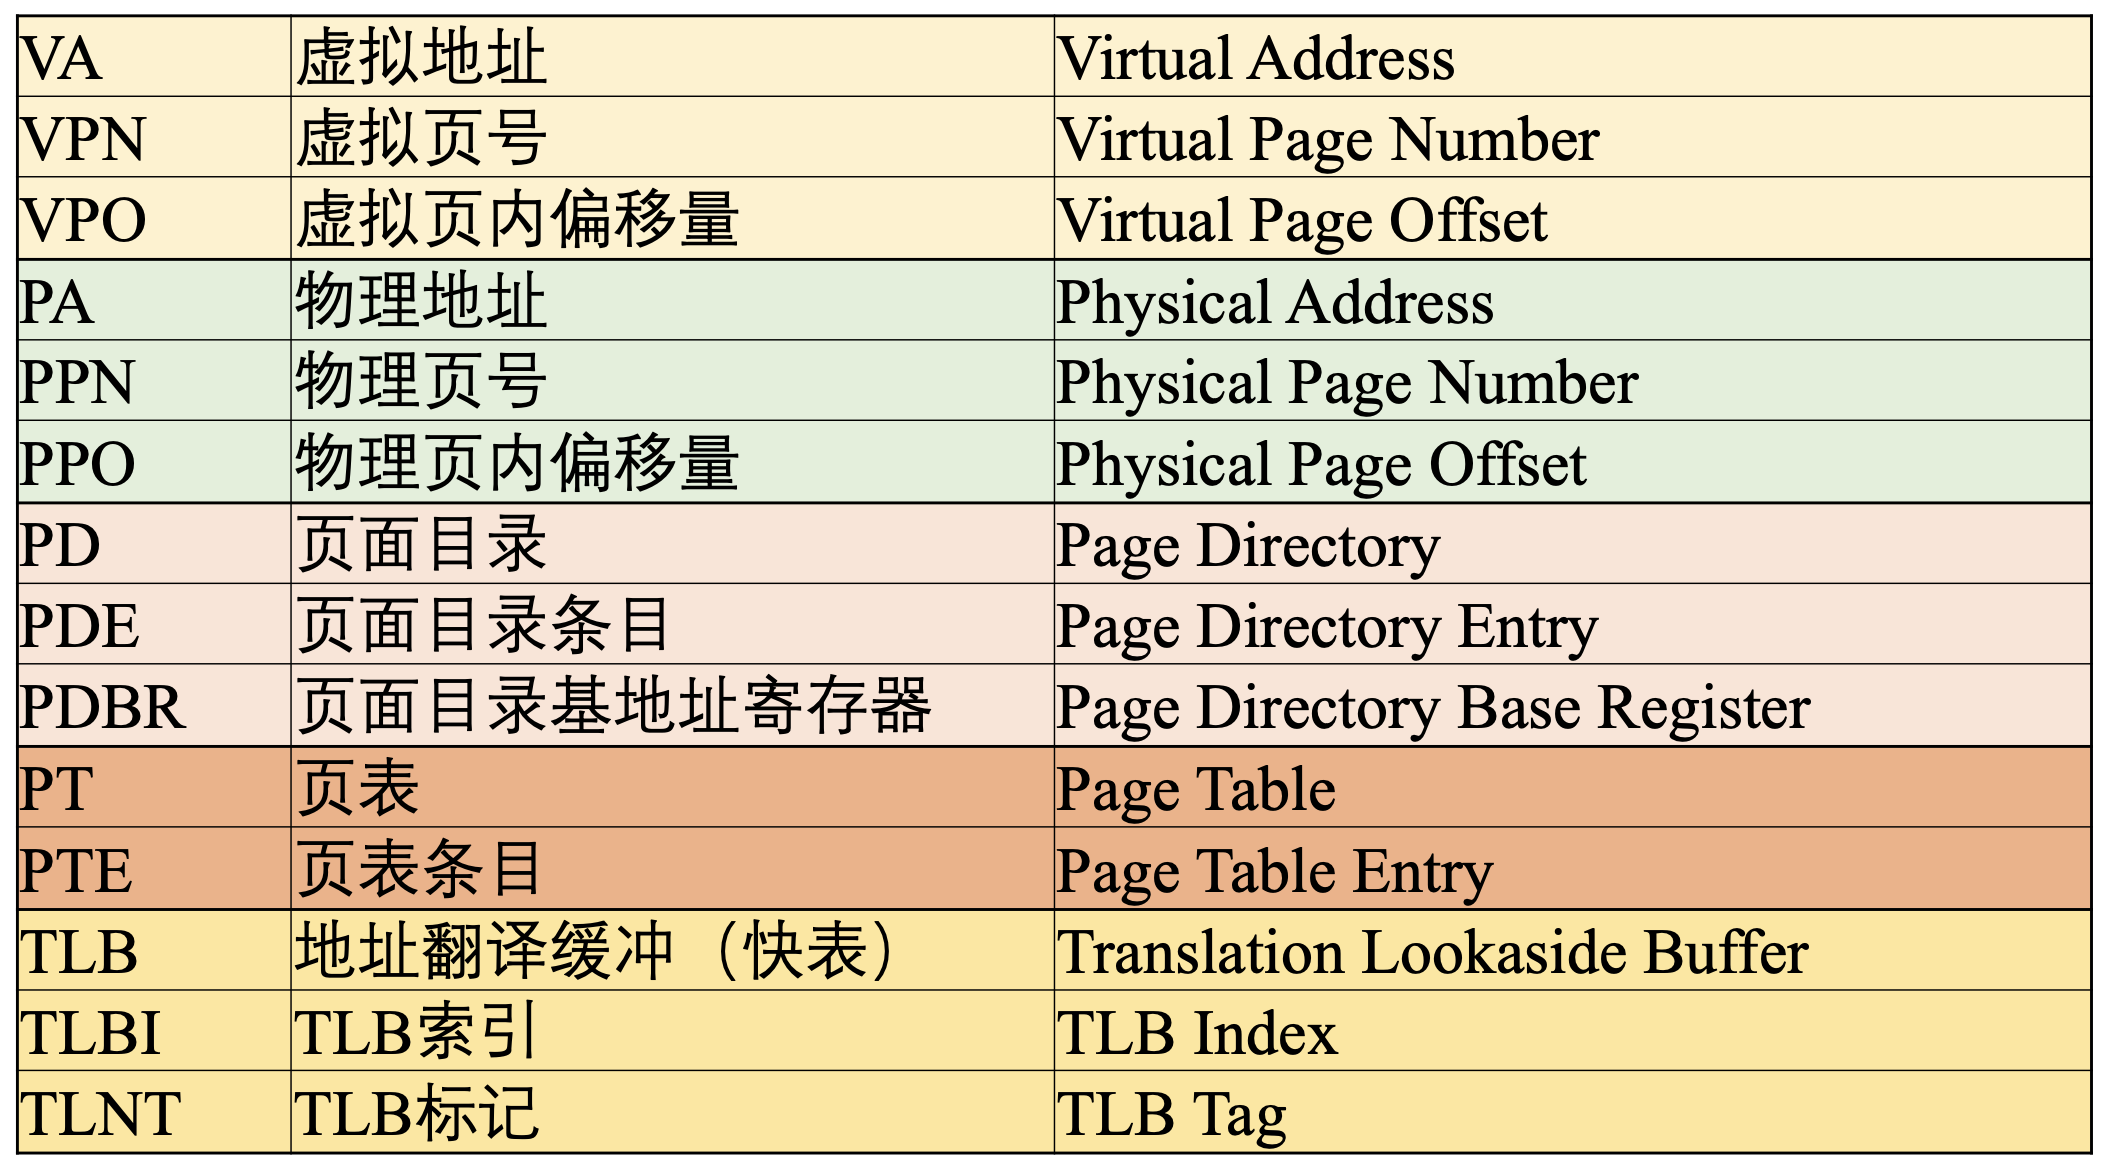 VA 虚拟地址 Virtual Address
VPN 虚拟页号 Virtual Page Number
VPO 虚拟页内偏移量 Virtual Page Offset
PA 物理地址 Physical Address
PPN 物理页号 Physical Page Number
PPO 物理页内偏移量 Physical Page Offset
PD 页面目录 Page Directory
PDE 页面目录条目 Page Directory Entry
PDBR 页面目录基地址寄存器 Page Directory Base Register
PT 页表 Page Table
PTE 页表条目 Page Table Entry
TLB 地址翻译缓冲（快表） Translation Lookaside Buffer
TLBI TLB索引 TLB Index
TLNT TLB标记 TLB Tag